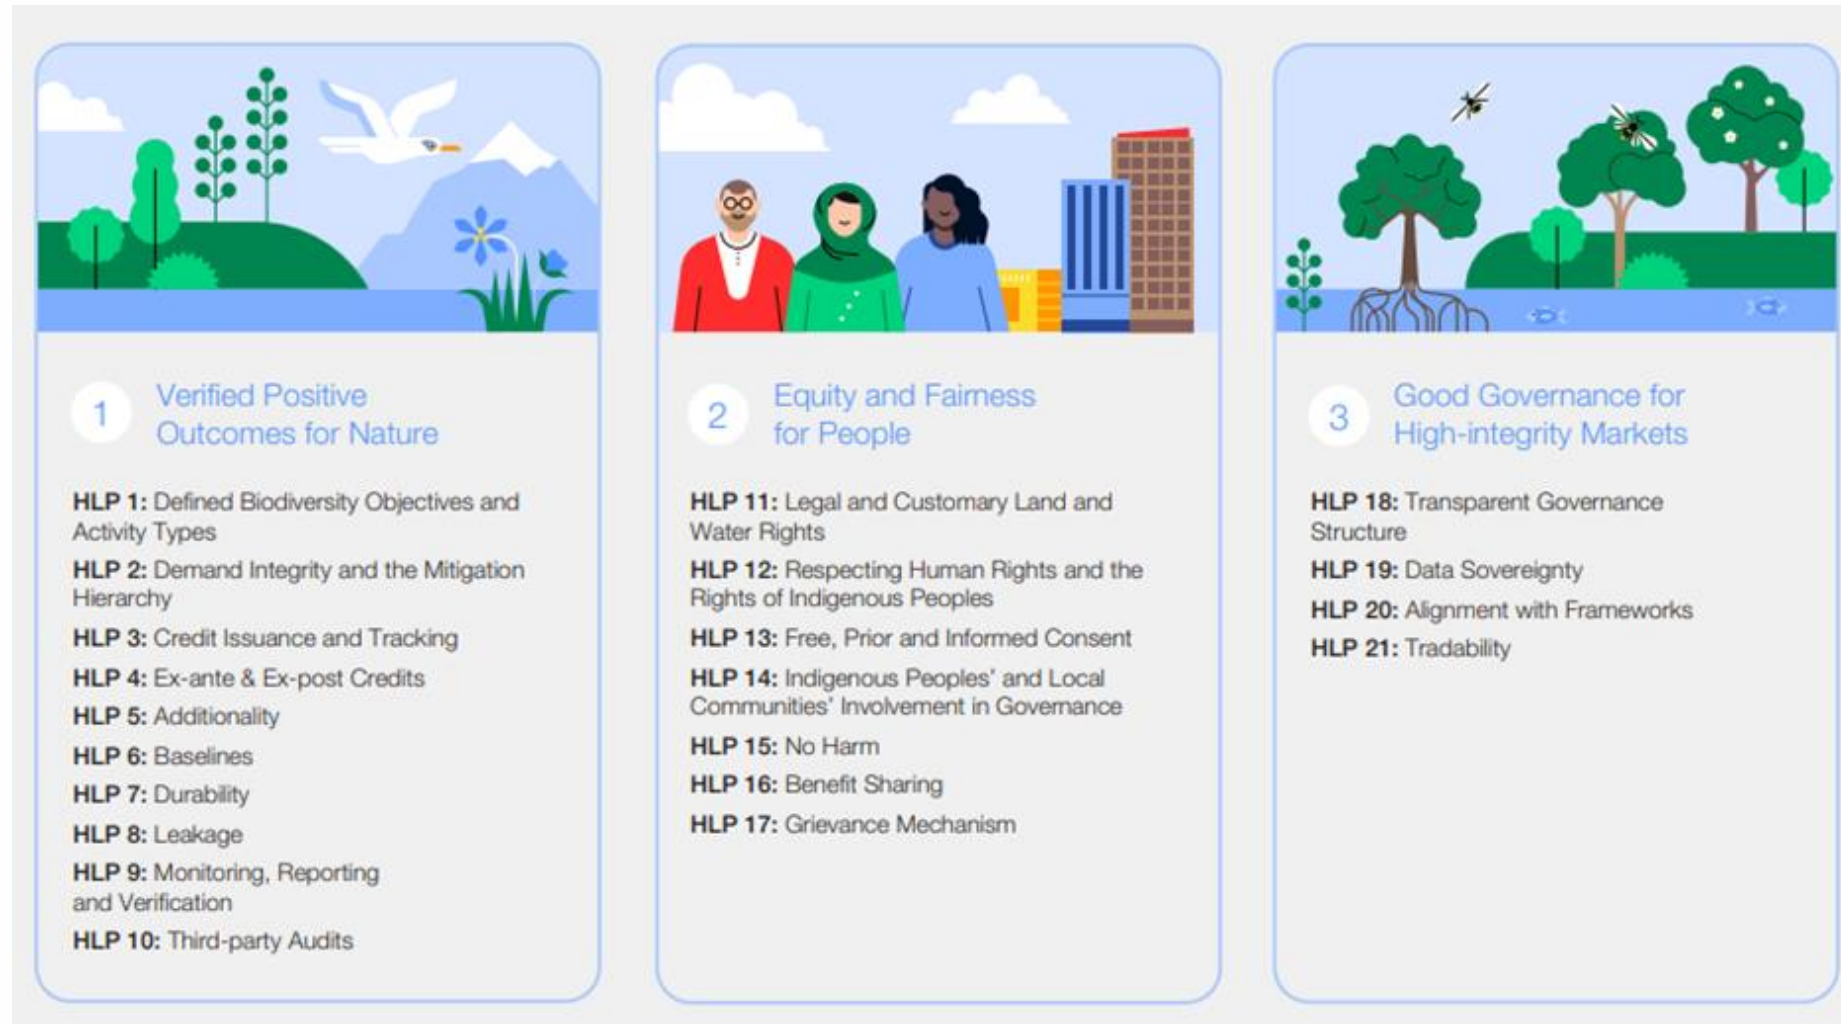 1
Verified Positive
Outcomes for Nature
HLP 1: Defined Biodiversity Objectives and
Activity Types
HLP 2: Demand Integrity and the Mitigation
Hierarchy
HLP 3: Credit Issuance and Tracking
HLP 4: Ex-ante & Ex-post Credits
HLP 5: Additionality
HLP 6: Baselines
HLP 7: Durability
HLP 8: Leakage
HLP 9: Monitoring, Reporting
and Verification
HLP 10: Third-party Audits
2
Equity and Fairness
for People
HLP 11: Legal and Customary Land and
Water Rights
HLP 12: Respecting Human Rights and the
Rights of Indigenous Peoples
HLP 13: Free, Prior and Informed Consent
HLP 14: Indigenous Peoples' and Local
Communities' Involvement in Governance
HLP 15: No Harm
HLP 16: Benefit Sharing
HLP 17: Grievance Mechanism
3
Good Governance for
High-integrity Markets
HLP 18: Transparent Governance
Structure
HLP 19: Data Sovereignty
HLP 20: Alignment with Frameworks
HLP 21: Tradability